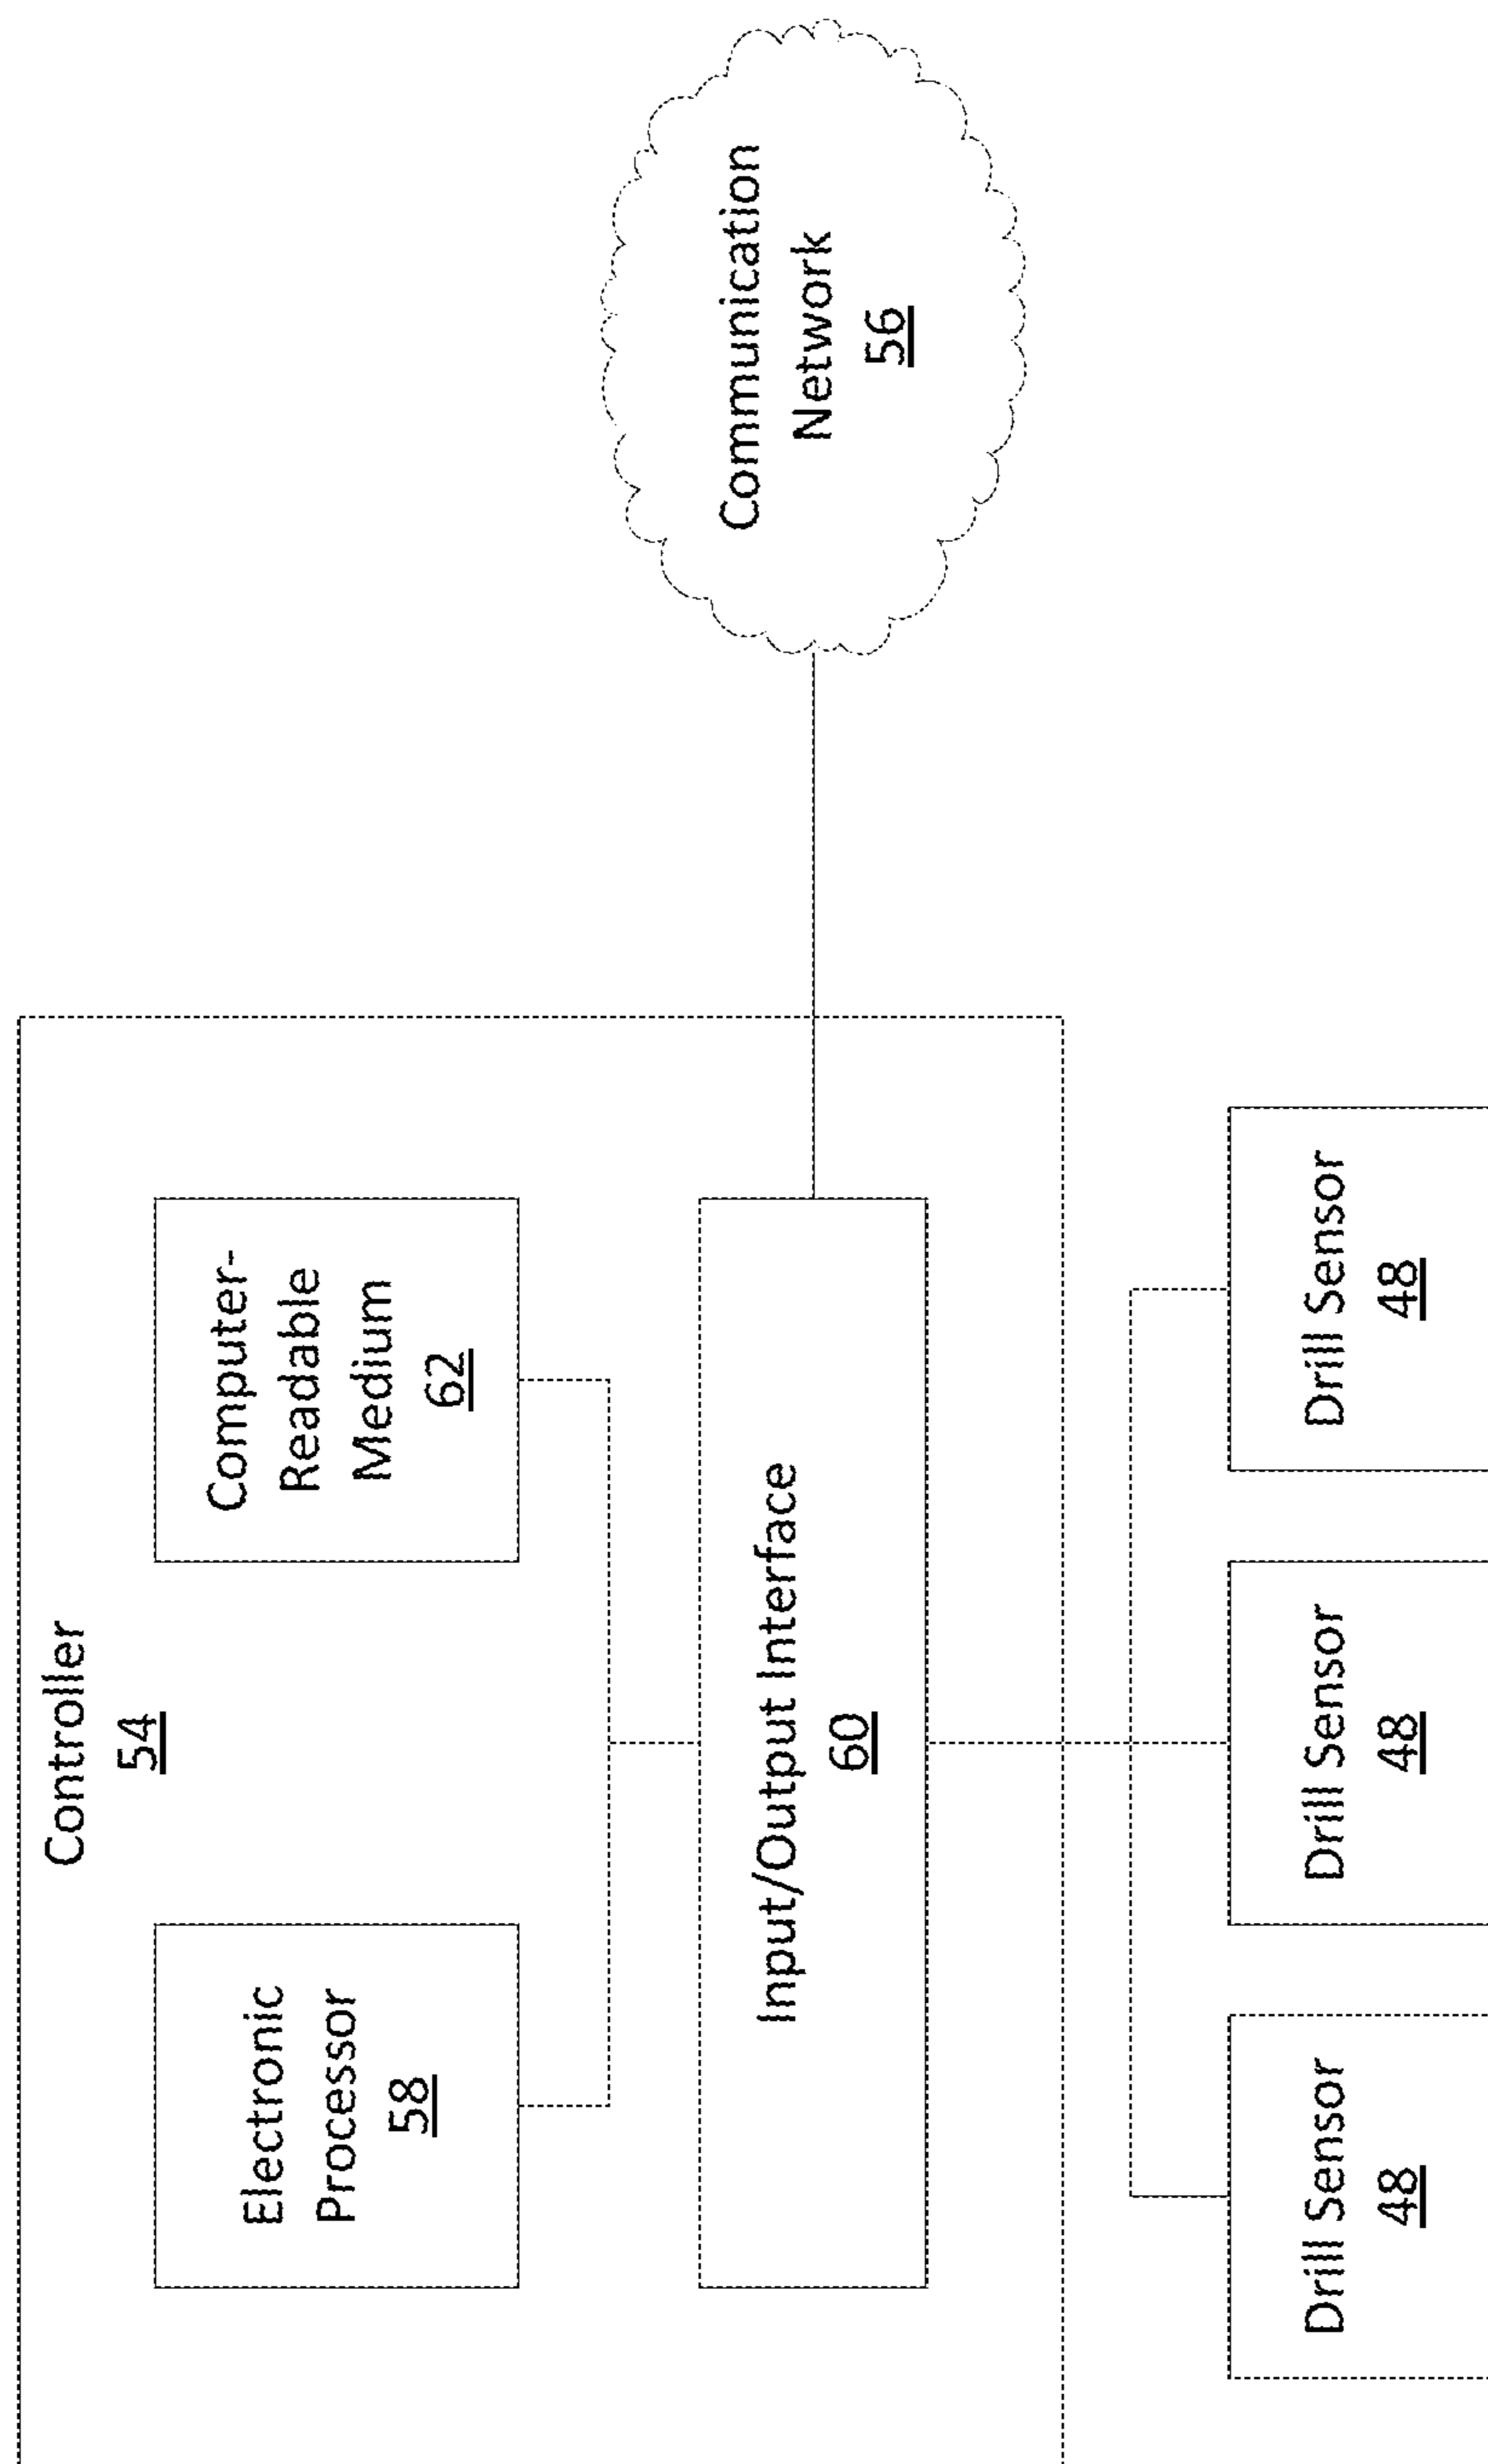 Controller
54
Electronic
Processor
58
Computer-
Readable
Medium
62
Input/Output Interface
60
Communication
Network
56
Drill Sensor
48
Drill Sensor
48
Drill Sensor
48